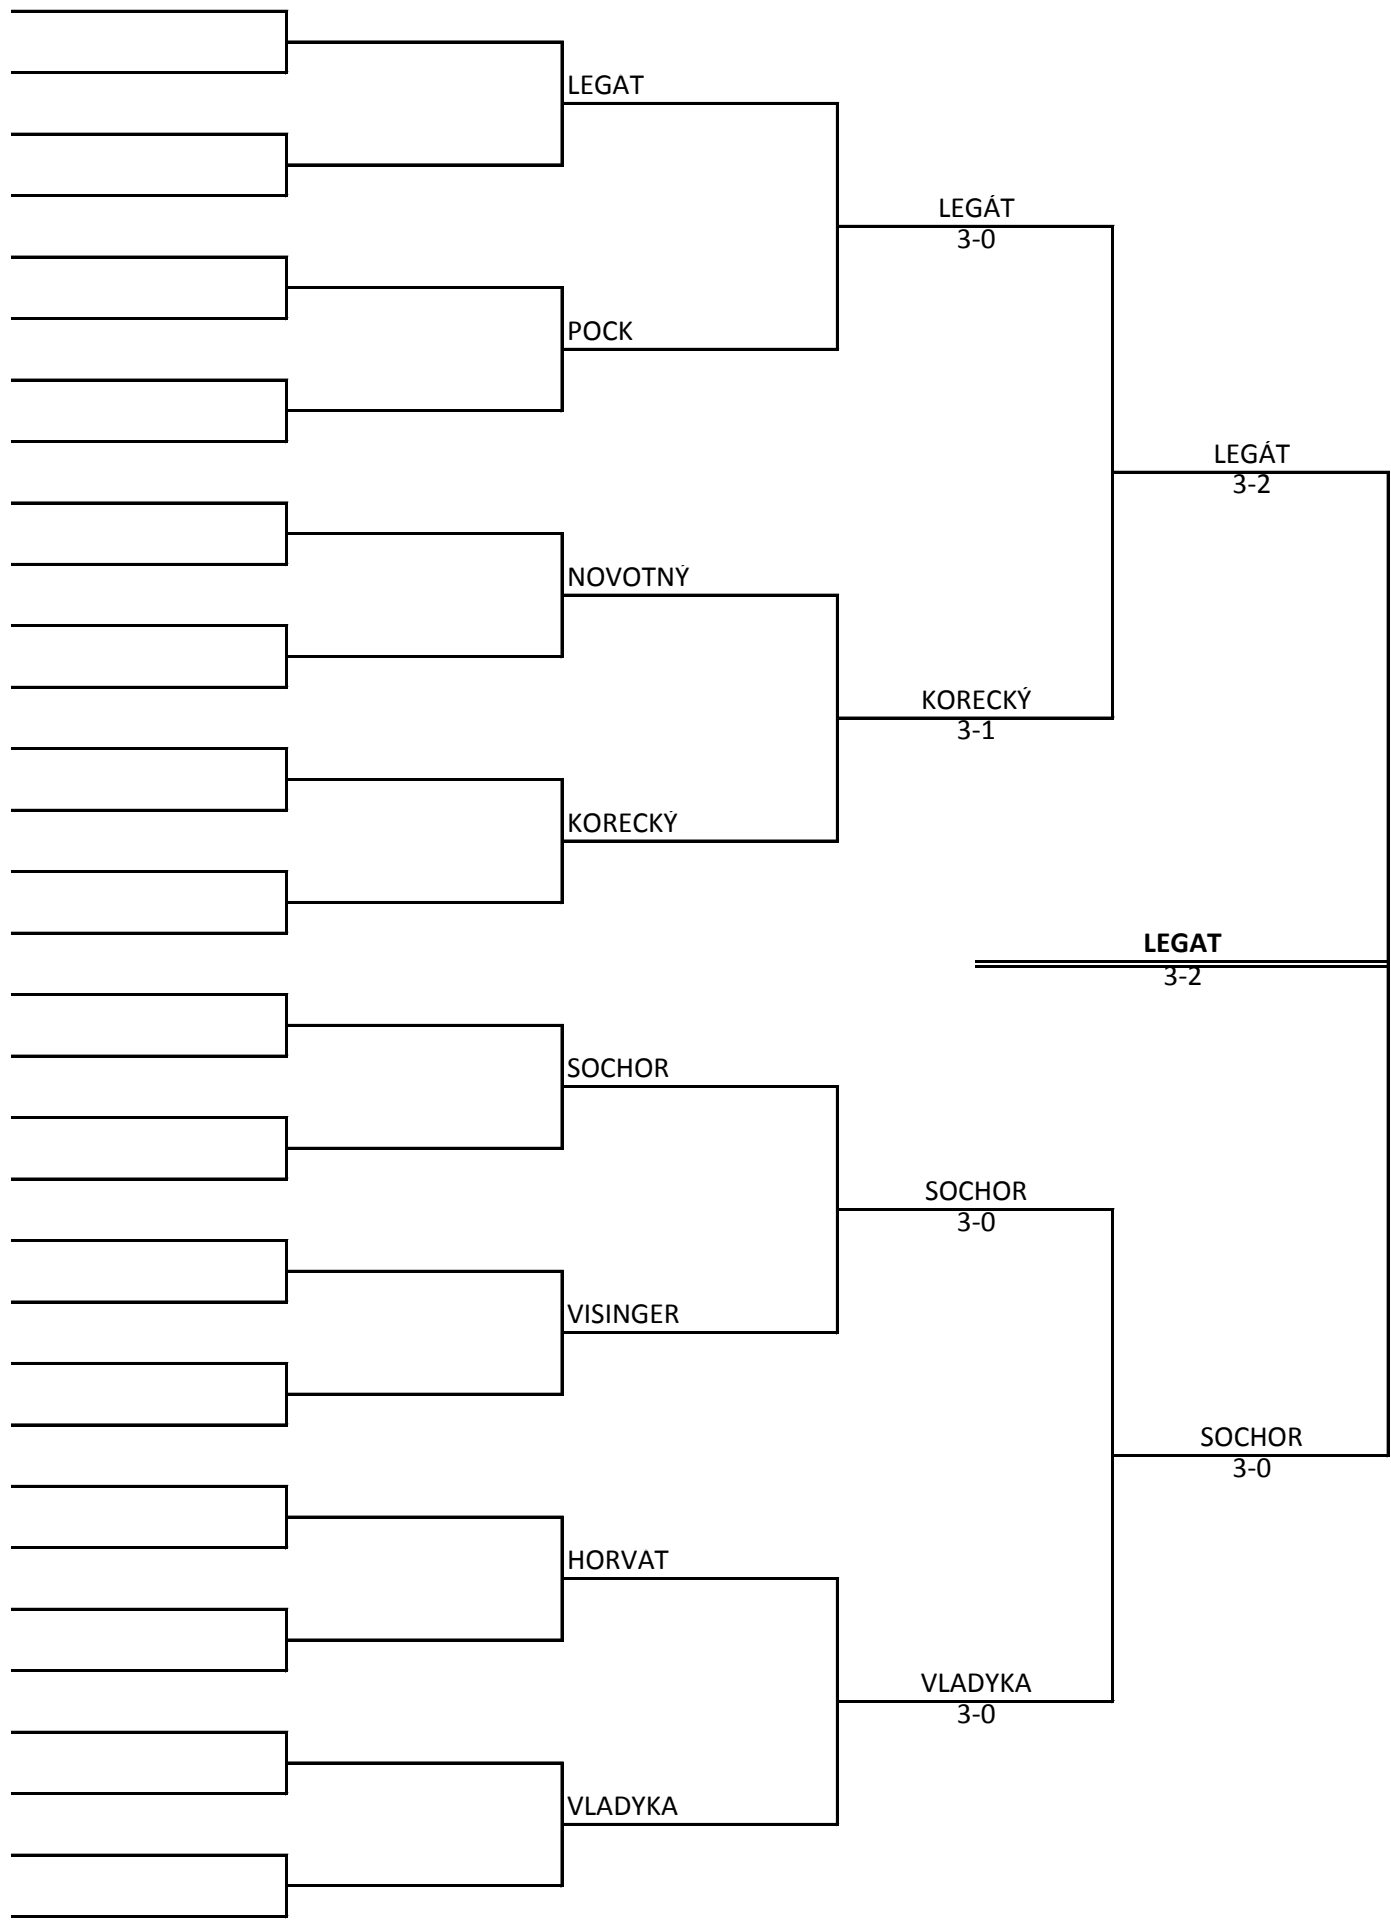 LEGAT
LEGÁT
3-0
POCK
LEGÁT
3-2
NOVOTNÝ
KORECKÝ
3-1
KORECKÝ
LEGAT
3-2
SOCHOR
SOCHOR
3-0
VISINGER
SOCHOR
3-0
HORVAT
VLADYKA
3-0
VLADYKA